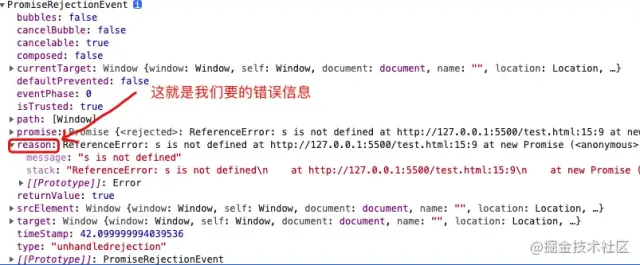 PromiseRejectionEvent i
bubbles: false
cancelBubble: false
cancelable: true
composed: false
currentTarget: Window {window: Window, self: Window, document: document, name: "", location: Location, …}
defaultPrevented: false
eventPhase: 0
isTrusted: true
这就是我们要的错误信息
path: [Window]
promise: Promise {<rejected>: ReferenceError: s is not defined at http://127.0.0.1:5500/test.html:15:9 at new Promise
reason: ReferenceError: s is not defined at http://127.0.0.1:5500/test.html:15:9 at new Promise (<anonymous>)
message: "s is not defined"
stack: "ReferenceError: s is not defined\n    at http://127.0.0.1:5500/test.html:15:9\n    at new Promise (
[[Prototype]]: Error
returnValue: true
srcElement: Window {window: Window, self: Window, document: document, name: "", location: Location, …}
target: Window {window: Window, self: Window, document: document, name: "", location: Location, …}
timeStamp: 42.099999994039536
type: "unhandledrejection"
[[Prototype]]: PromiseRejectionEvent
@掘金技术社区